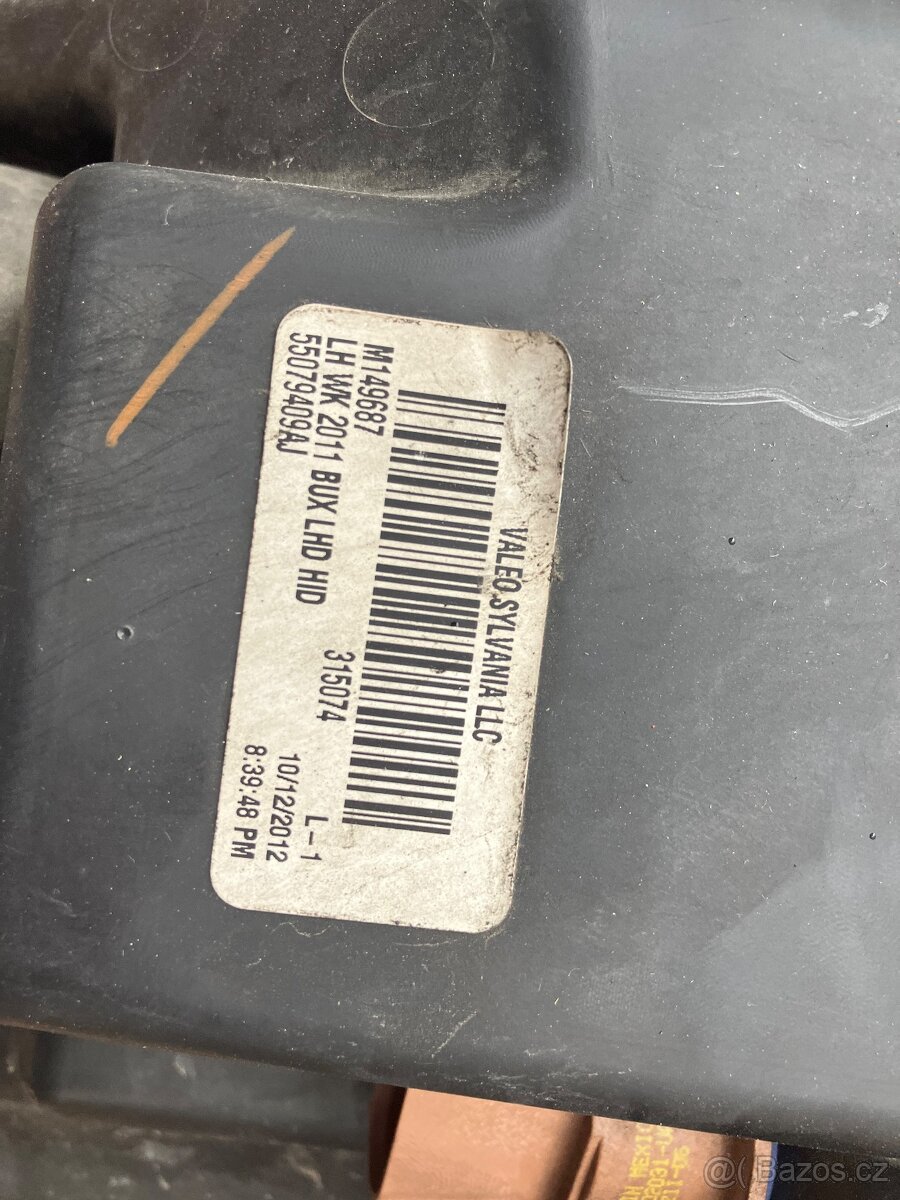 VALEO SYLVANIA LLC
M149687 315074 L-1
LH WK 2011 BUX LHD HID 10/12/2012
55079409AJ 8:39:48 PM
@ Bazos.cz